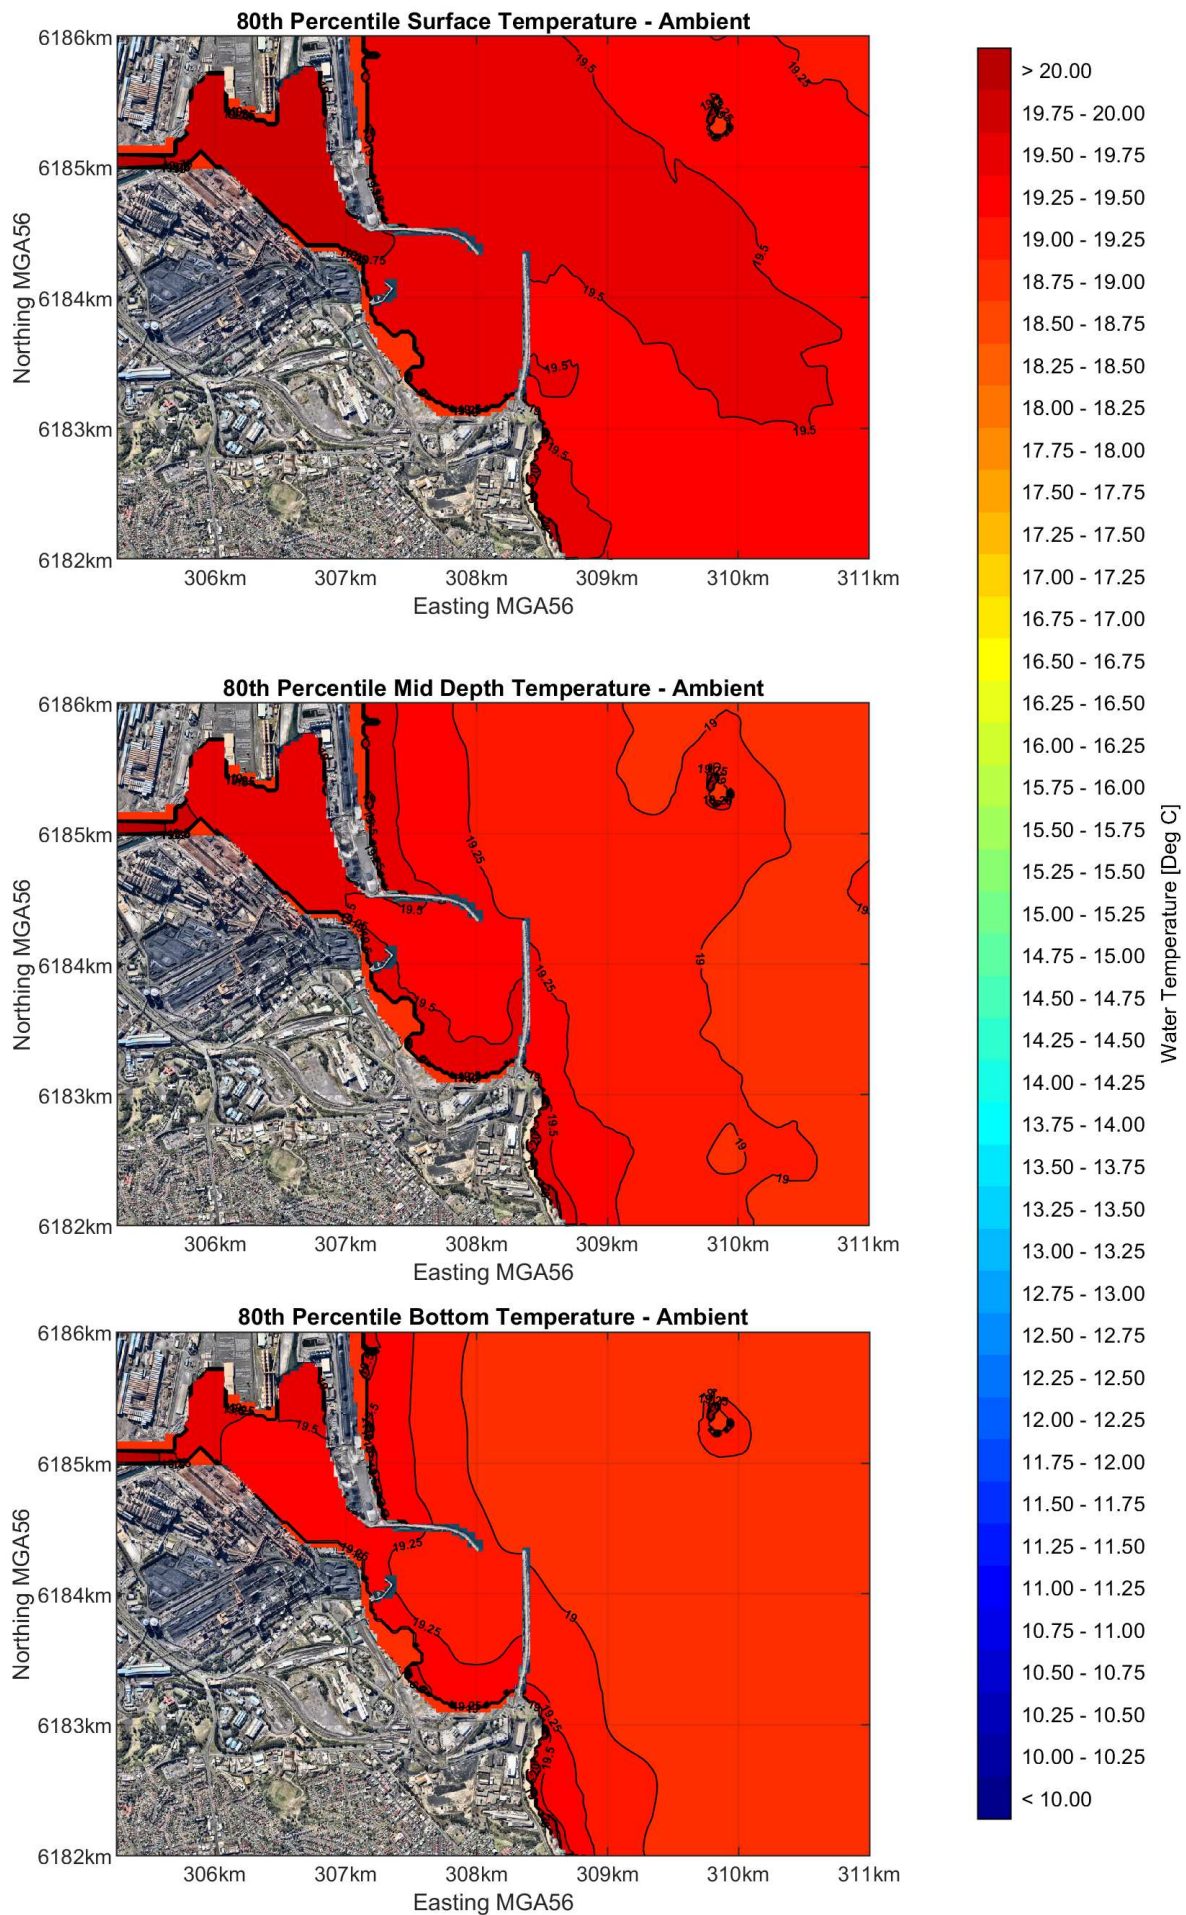 80th Percentile Surface Temperature - Ambient
6186km
6185km
6184km
6183km
6182km
Northing MGA56
19.5
19.25
19.5
19.5
19.5
19.5
19.5
19.75
306km
307km
308km
309km
310km
311km
Easting MGA56
80th Percentile Mid Depth Temperature - Ambient
6186km
6185km
6184km
6183km
6182km
Northing MGA56
19
19.25
19.5
19.25
19.5
19.5
19
19
19
306km
307km
308km
309km
310km
311km
Easting MGA56
80th Percentile Bottom Temperature - Ambient
6186km
6185km
6184km
6183km
6182km
Northing MGA56
19.5
19.25
19.25
19
19.25
19.5
306km
307km
308km
309km
310km
311km
Easting MGA56
> 20.00
19.75 - 20.00
19.50 - 19.75
19.25 - 19.50
19.00 - 19.25
18.75 - 19.00
18.50 - 18.75
18.25 - 18.50
18.00 - 18.25
17.75 - 18.00
17.50 - 17.75
17.25 - 17.50
17.00 - 17.25
16.75 - 17.00
16.50 - 16.75
16.25 - 16.50
16.00 - 16.25
15.75 - 16.00
15.50 - 15.75
15.25 - 15.50
15.00 - 15.25
14.75 - 15.00
14.50 - 14.75
14.25 - 14.50
14.00 - 14.25
13.75 - 14.00
13.50 - 13.75
13.25 - 13.50
13.00 - 13.25
12.75 - 13.00
12.50 - 12.75
12.25 - 12.50
12.00 - 12.25
11.75 - 12.00
11.50 - 11.75
11.25 - 11.50
11.00 - 11.25
10.75 - 11.00
10.50 - 10.75
10.25 - 10.50
10.00 - 10.25
< 10.00
Water Temperature [Deg C]